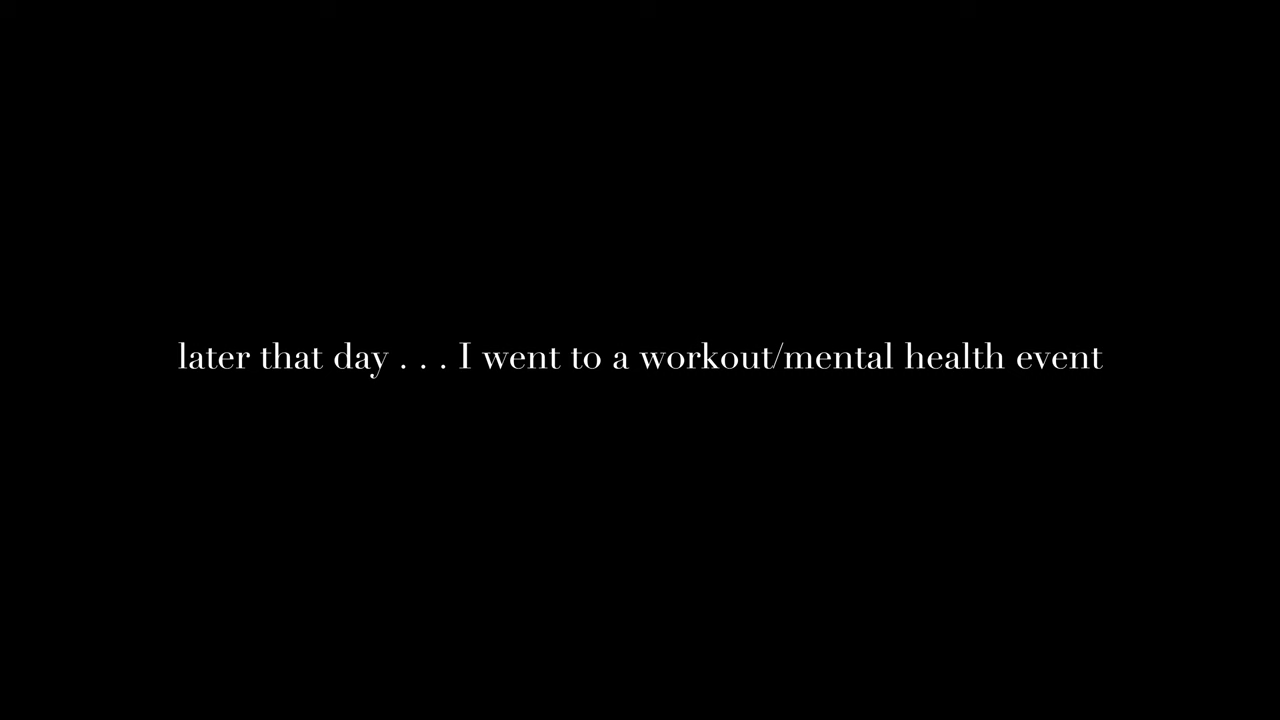 later that day . . . I went to a workout/mental health event